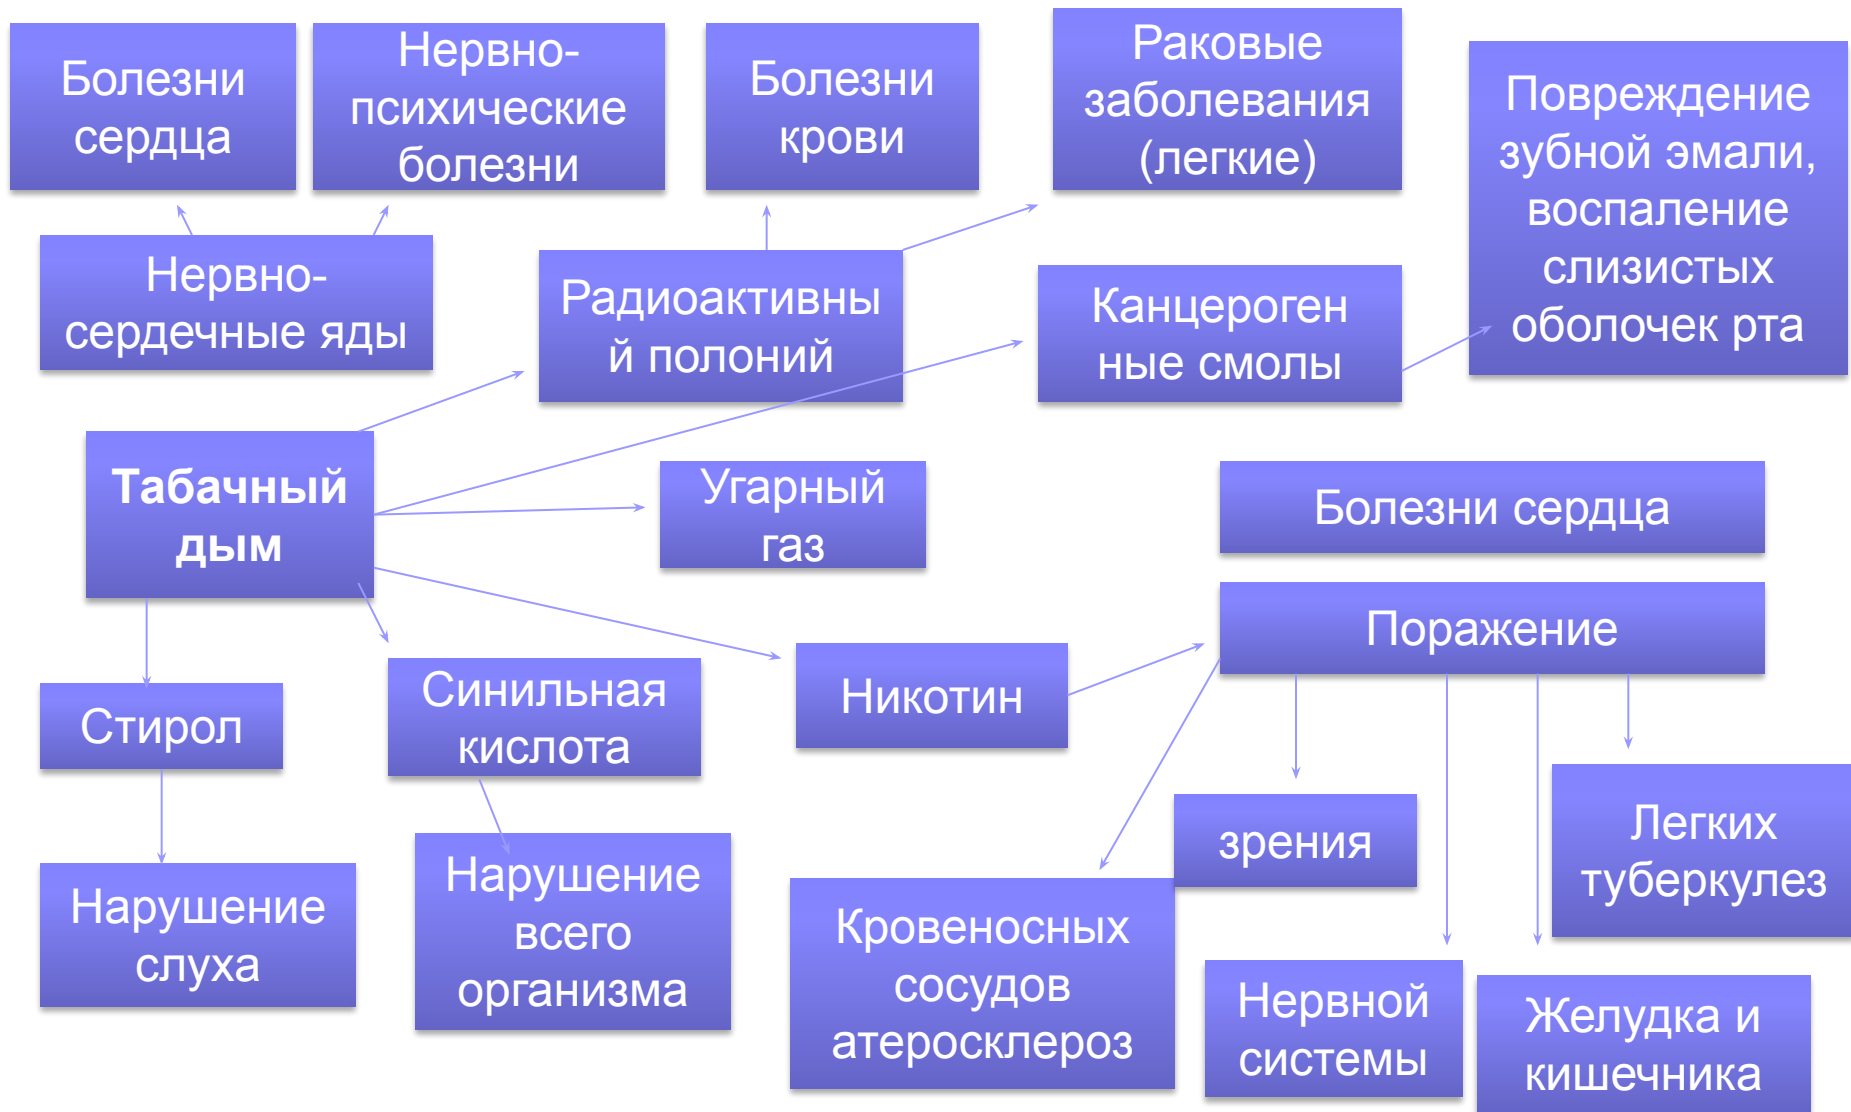 Болезни
сердца
Нервно-
психические
болезни
Болезни
крови
Раковые
заболевания
(легкие)
Повреждение
зубной эмали,
воспаление
слизистых
оболочек рта
Нервно-
сердечные яды
Радиоактивны
й полоний
Канцероген
ные смолы
Табачный
дым
Угарный
газ
Болезни сердца
Поражение
Стирол
Синильная
кислота
Никотин
зрения
Легких
туберкулез
Нарушение
слуха
Нарушение
всего
организма
Кровеносных
сосудов
атеросклероз
Нервной
системы
Желудка и
кишечника